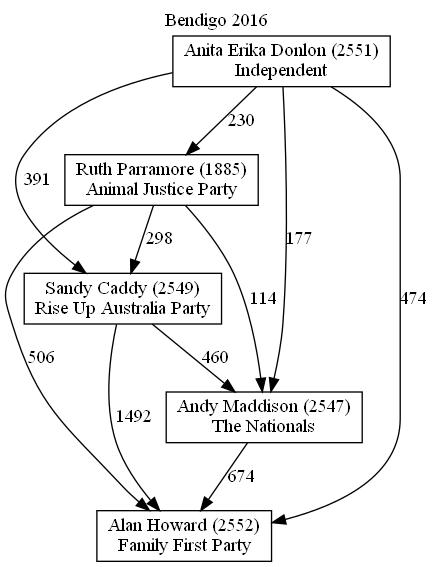 Bendigo 2016
Anita Erika Donlon (2551)
Independent
230
Ruth Parramore (1885)
Animal Justice Party
391
298
177
Sandy Caddy (2549)
Rise Up Australia Party
114
474
506
460
1492
Andy Maddison (2547)
The Nationals
674
Alan Howard (2552)
Family First Party